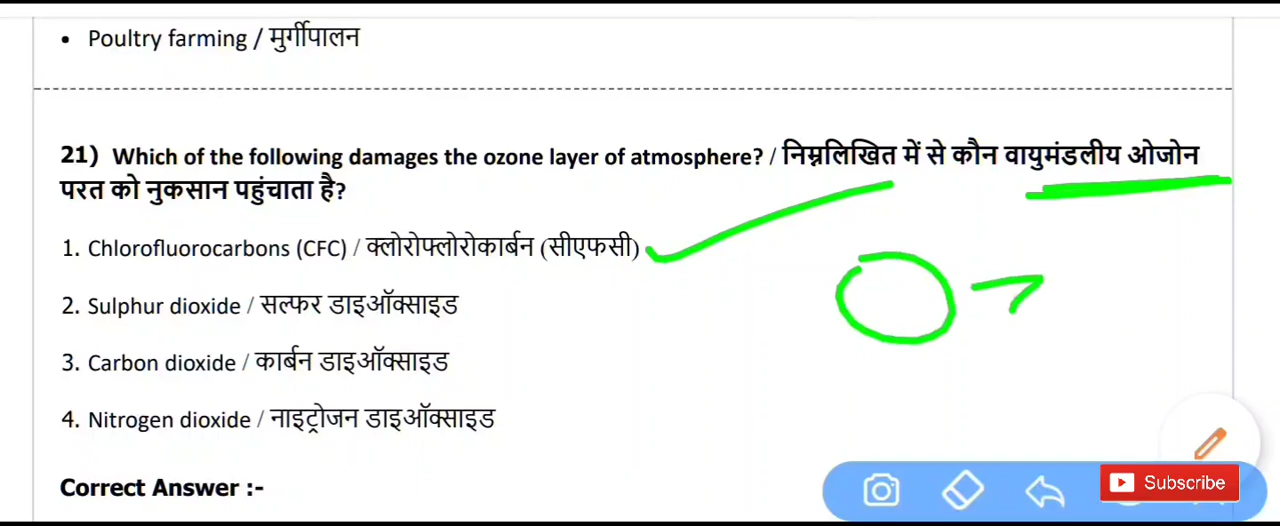 • Poultry farming / मुर्गीपालन
21) Which of the following damages the ozone layer of atmosphere? / निम्नलिखित में से कौन वायुमंडलीय ओजोन
परत को नुकसान पहुंचाता है?
1. Chlorofluorocarbons (CFC) / क्लोरोफ्लोरोकार्बन (सीएफसी)
2. Sulphur dioxide / सल्फर डाइऑक्साइड
3. Carbon dioxide / कार्बन डाइऑक्साइड
4. Nitrogen dioxide / नाइट्रोजन डाइऑक्साइड
Correct Answer :-
Subscribe